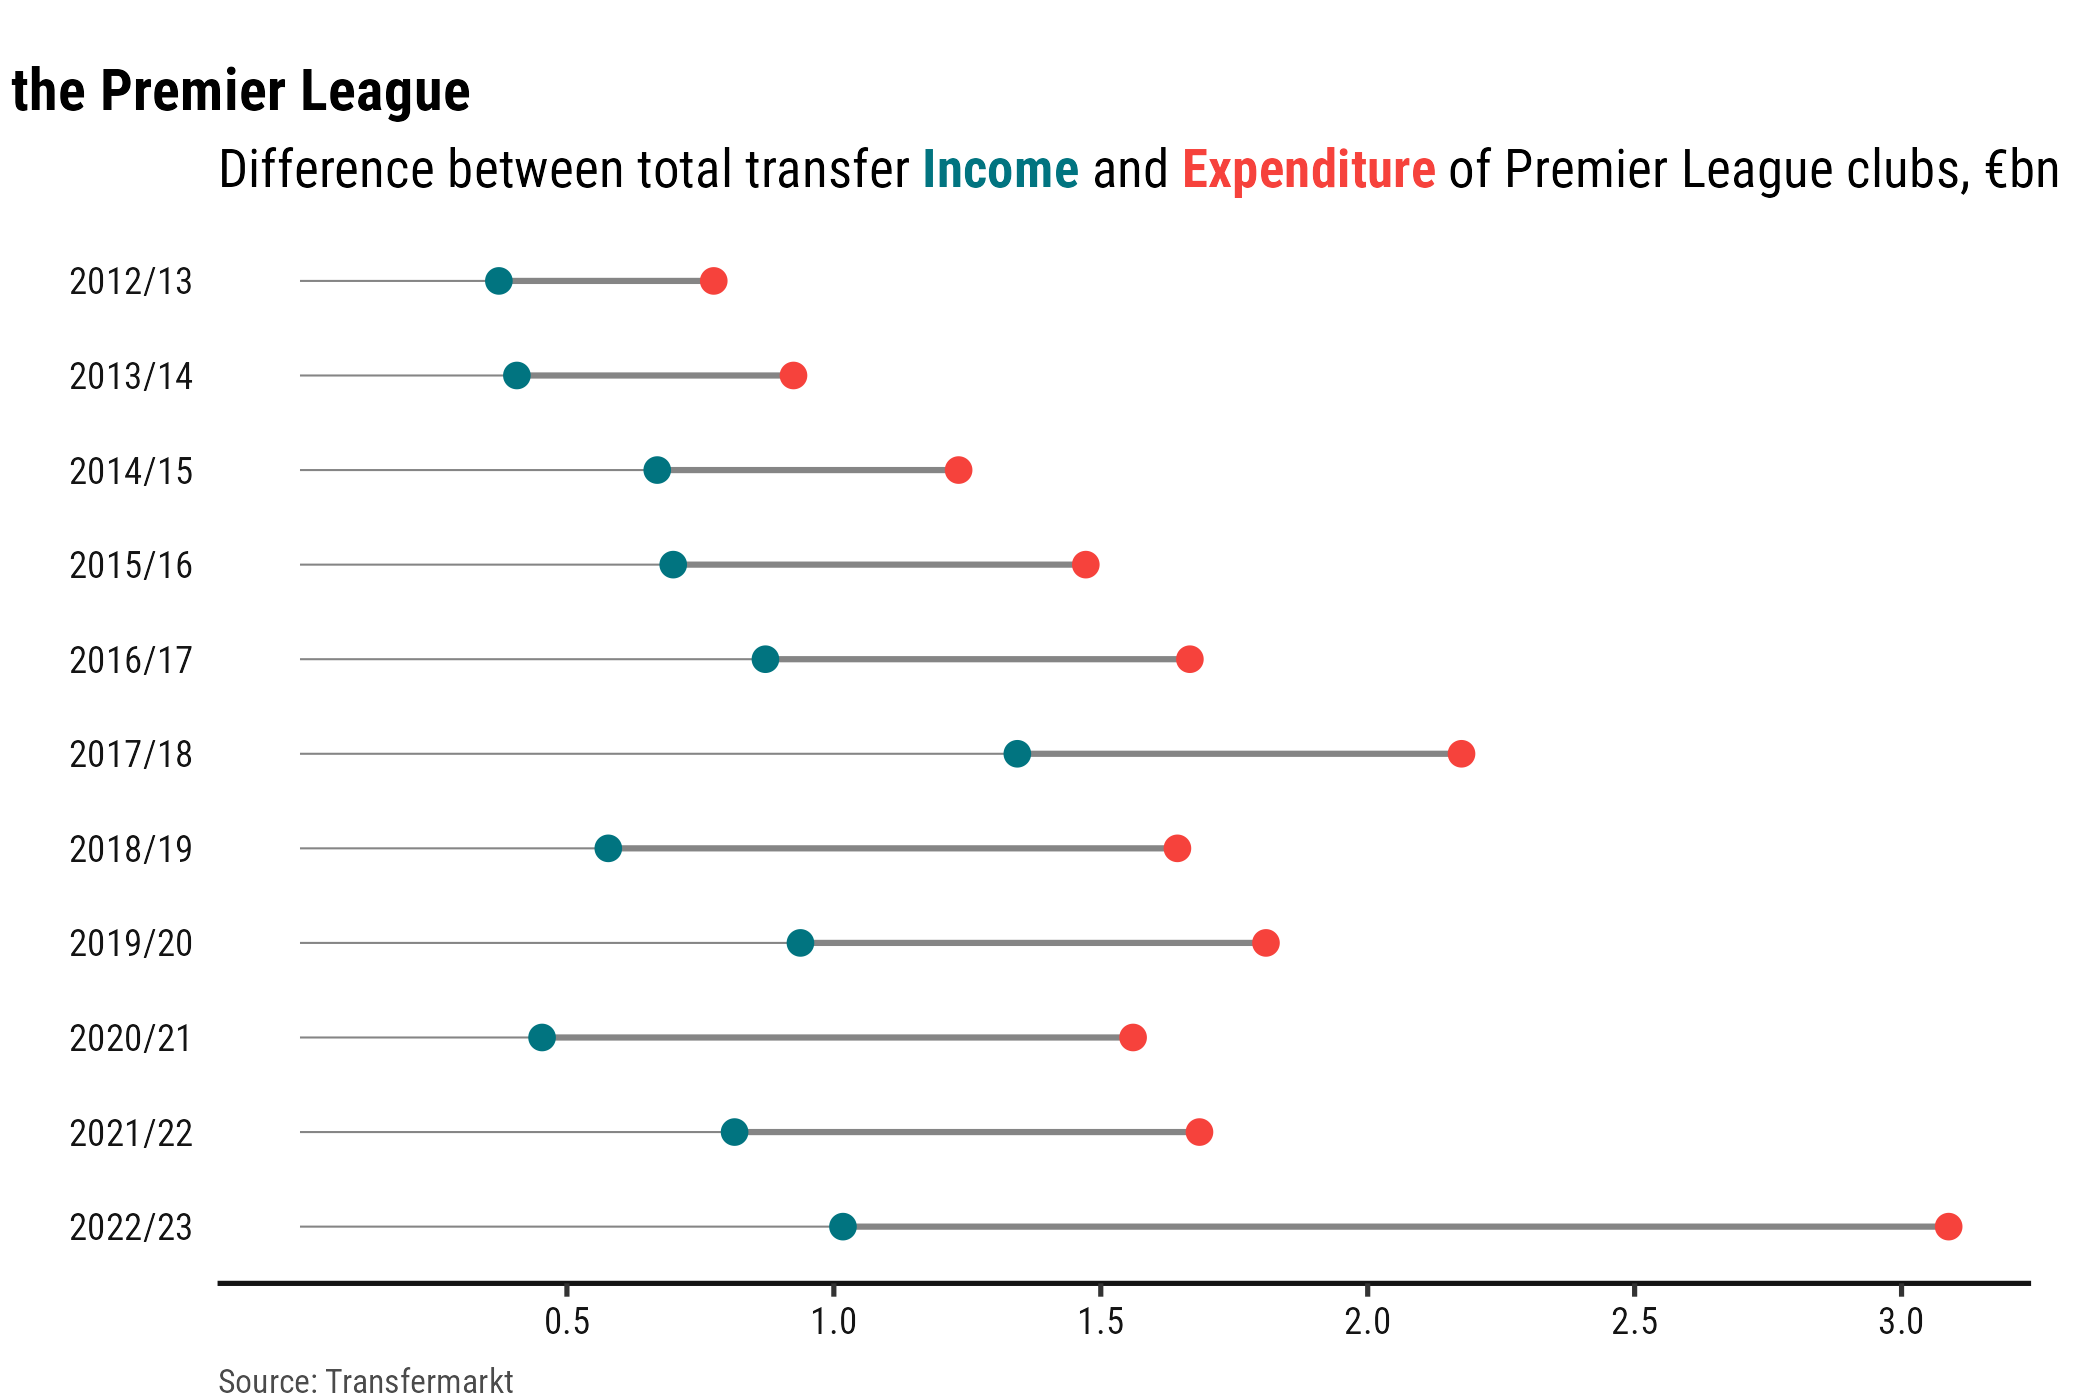 the Premier League
Difference between total transfer Income and Expenditure of Premier League clubs, €bn
2012/13
2013/14
2014/15
2015/16
2016/17
2017/18
2018/19
2019/20
2020/21
2021/22
2022/23
0.5 1.0 1.5 2.0 2.5 3.0
Source: Transfermarkt